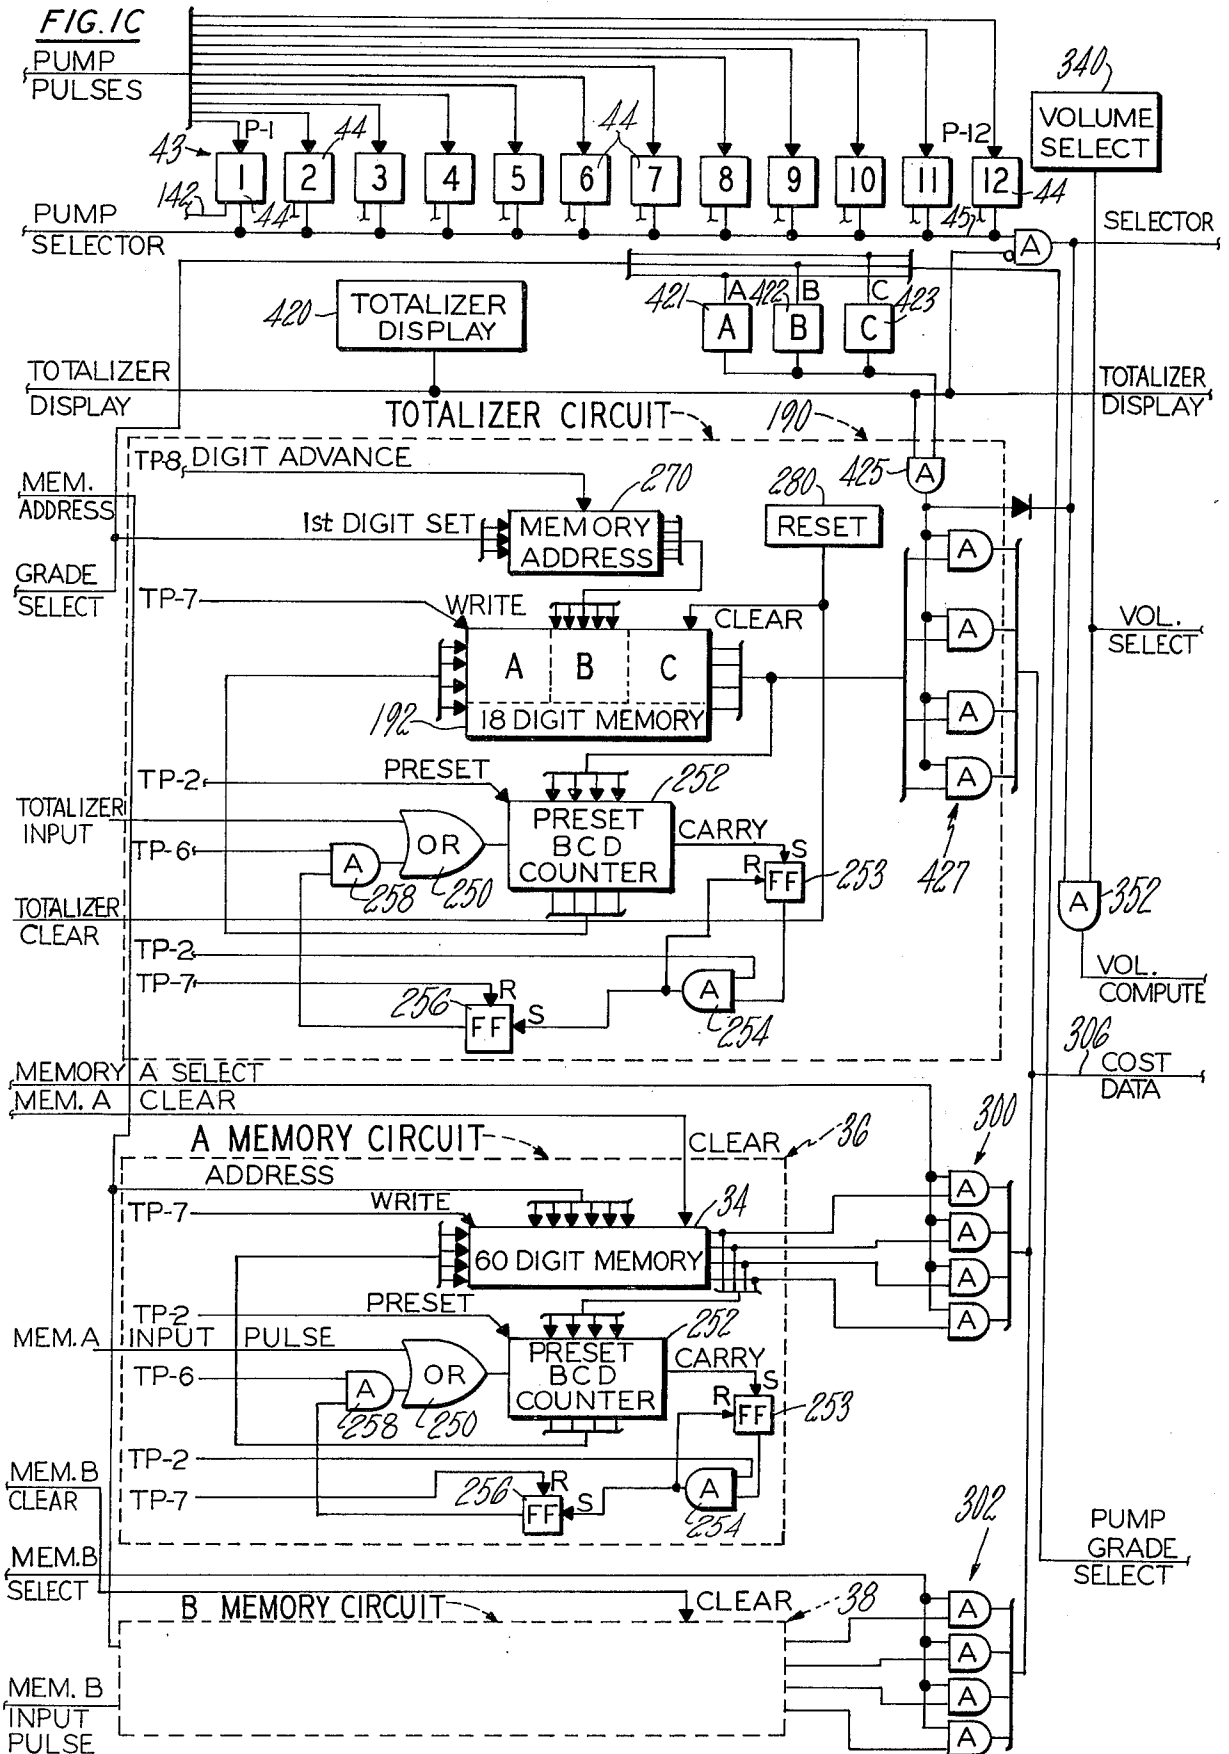 FIG.1C
PUMP
PULSES
P-1
P-12
340
VOLUME
SELECT
43
44
44
1
2
3
4
5
6
7
8
9
10
11
12
142
44
45
44
PUMP
SELECTOR
A
SELECTOR
420
TOTALIZER
DISPLAY
421
A
422
B
C
423
A
B
C
TOTALIZER
DISPLAY
TOTALIZER
DISPLAY
TOTALIZER CIRCUIT
190
TP-8 DIGIT ADVANCE
425
A
MEM.
ADDRESS
270
280
1st DIGIT SET
MEMORY
ADDRESS
RESET
A
GRADE
SELECT
TP-7
WRITE
CLEAR
A
VOL.
SELECT
A
B
C
192
18 DIGIT MEMORY
A
TP-2
PRESET
252
A
TOTALIZER
INPUT
OR
PRESET
BCD
COUNTER
CARRY
S
427
TP-6
A
258
250
R
FF
253
A
352
TOTALIZER
CLEAR
TP-2
TP-7
R
256
FF
S
A
254
VOL.
COMPUTE
306
COST
DATA
MEMORY A SELECT
MEM. A CLEAR
300
A MEMORY CIRCUIT
CLEAR
36
ADDRESS
A
TP-7
WRITE
34
A
60 DIGIT MEMORY
A
TP-2
PRESET
252
A
MEM. A INPUT PULSE
OR
PRESET
BCD
COUNTER
CARRY
S
TP-6
A
258
250
R
FF
253
TP-2
MEM. B
CLEAR
TP-7
R
256
FF
S
A
254
302
PUMP
GRADE
SELECT
MEM.B
SELECT
B MEMORY CIRCUIT
CLEAR
38
A
A
A
A
MEM. B
INPUT
PULSE